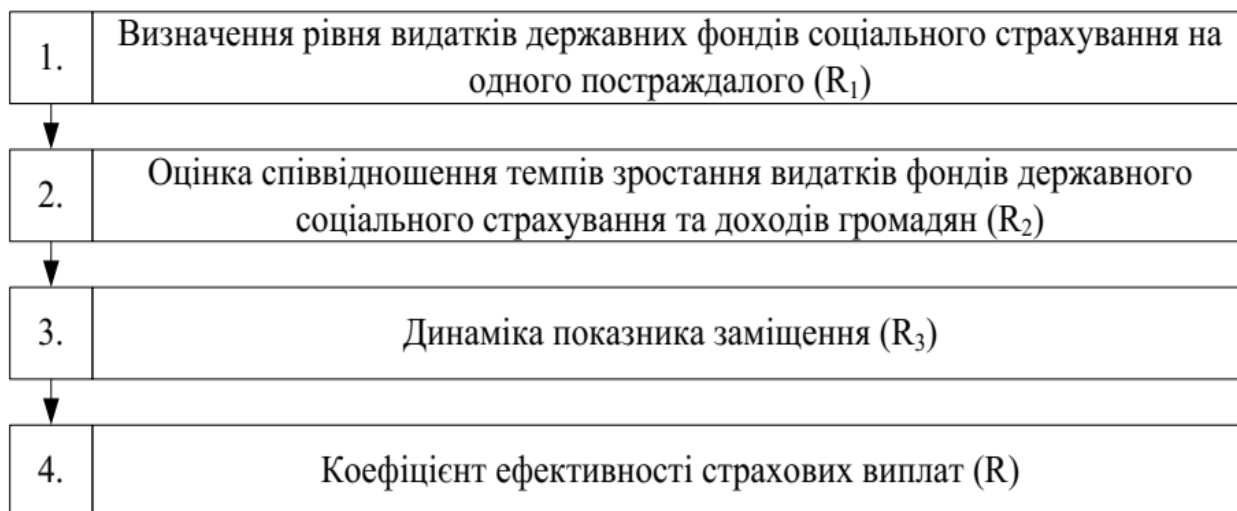 1.
Визначення рівня видатків державних фондів соціального страхування на
одного постраждалого (R₁)
2.
Оцінка співвідношення темпів зростання видатків фондів державного
соціального страхування та доходів громадян (R₂)
3.
Динаміка показника заміщення (R₃)
4.
Коефіцієнт ефективності страхових виплат (R)